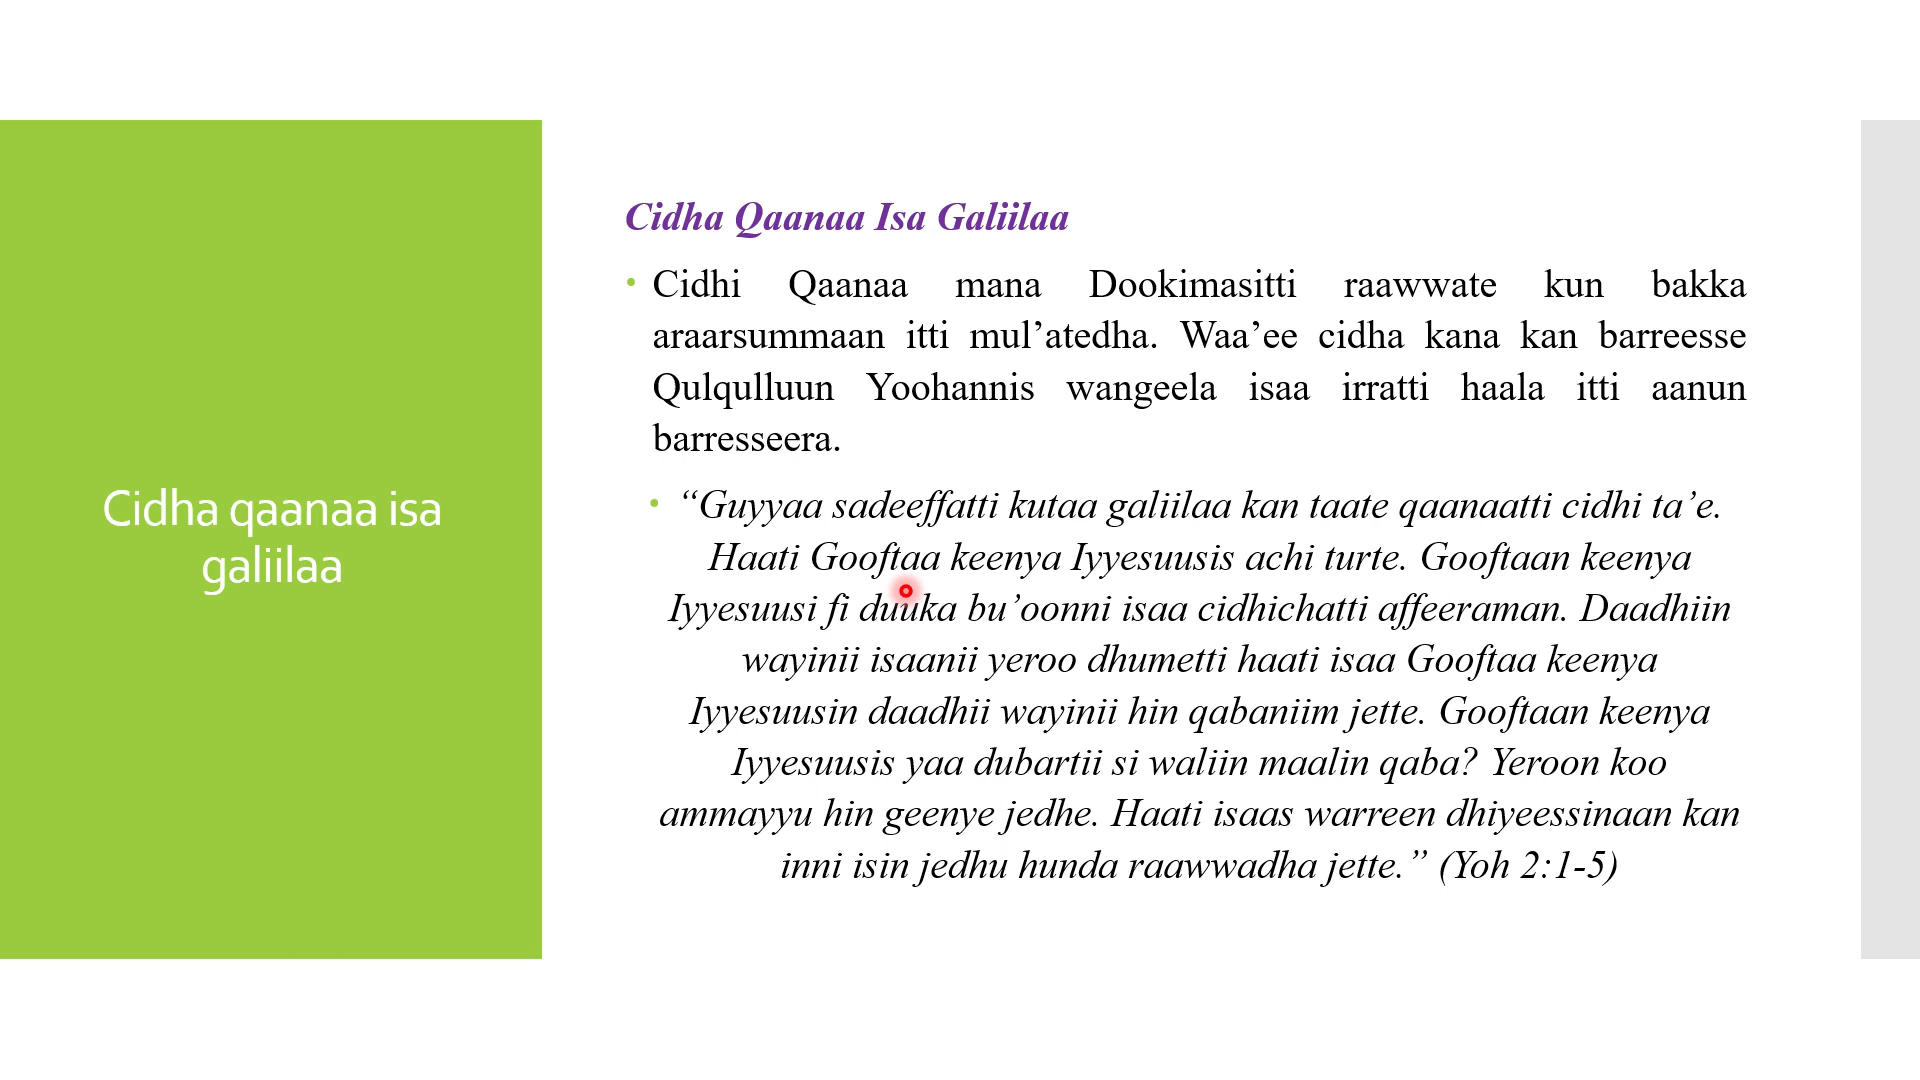 Cidha qaanaa isa
galiilaa
Cidha Qaanaa Isa Galiilaa
• Cidhi Qaanaa mana Dookimasitti raawwate kun bakka
araarsummaan itti mul’atedha. Waa’ee cidha kana kan barreesse
Qulqulluun Yoohannis wangeela isaa irratti haala itti aanun
barresseera.
• “Guyyaa sadeeffatti kutaa galiilaa kan taate qaanaatti cidhi ta’e.
Haati Gooftaa keenya Iyyesuusis achi turte. Gooftaan keenya
Iyyesuusi fi duuka bu’oonni isaa cidhichatti affeeraman. Daadhiin
wayinii isaanii yeroo dhumetti haati isaa Gooftaa keenya
Iyyesuusin daadhii wayinii hin qabaniim jette. Gooftaan keenya
Iyyesuusis yaa dubartii si waliin maalin qaba? Yeroon koo
ammayyu hin geenye jedhe. Haati isaas warreen dhiyeessinaan kan
inni isin jedhu hunda raawwadha jette.” (Yoh 2:1-5)